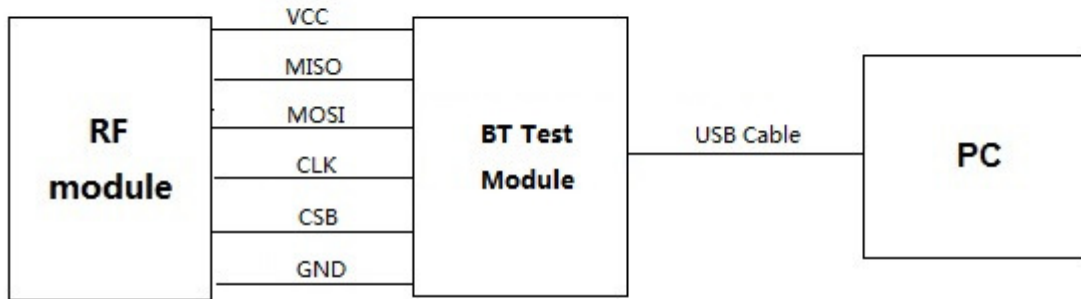 RF
module
VCC
MISO
MOSI
CLK
CSB
GND
BT Test
Module
USB Cable
PC